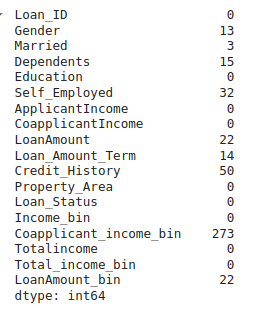 Loan_ID 0
Gender 13
Married 3
Dependents 15
Education 0
Self_Employed 32
ApplicantIncome 0
CoapplicantIncome 0
LoanAmount 22
Loan_Amount_Term 14
Credit_History 50
Property_Area 0
Loan_Status 0
Income_bin 0
Coapplicant_income_bin 273
Totalincome 0
Total_income_bin 0
LoanAmount_bin 22
dtype: int64